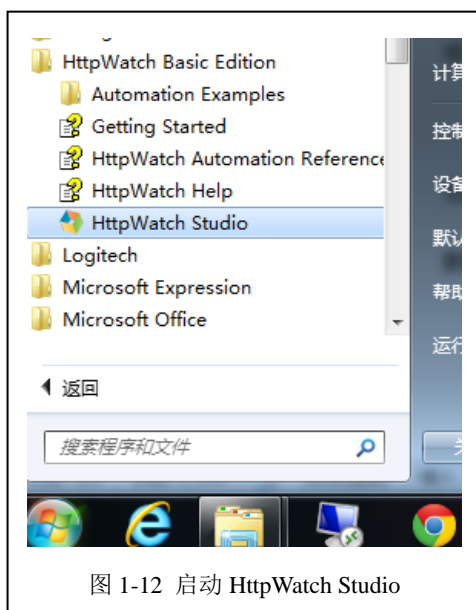 HttpWatch Basic Edition
计算
Automation Examples
Getting Started
控制
HttpWatch Automation Reference
HttpWatch Help
设备
HttpWatch Studio
默认
Logitech
Microsoft Expression
帮助
Microsoft Office
运行
返回
搜索程序和文件
图 1-12 启动 HttpWatch Studio